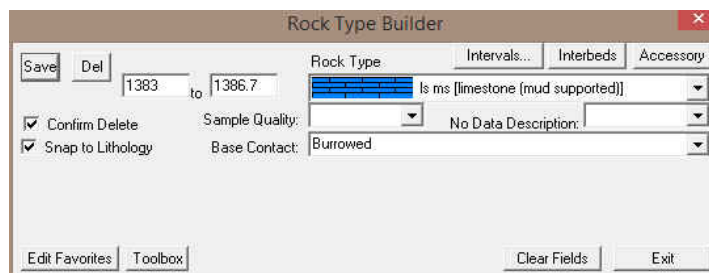 Rock Type Builder
Save Del 1383 to 1386.7 Rock Type Intervals... Interbeds Accessory
ls ms [limestone (mud supported)]
Confirm Delete Sample Quality: No Data Description:
Snap to Lithology Base Contact: Burrowed
Edit Favorites Toolbox Clear Fields Exit